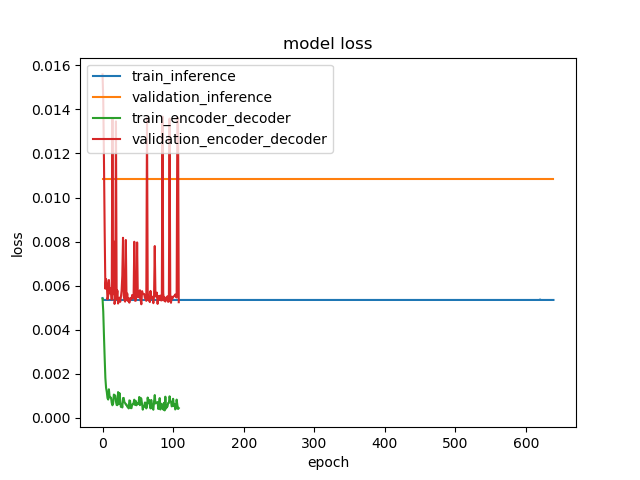 model loss
0.016
0.014
0.012
0.010
0.008
0.006
0.004
0.002
0.000
loss
train_inference
validation_inference
train_encoder_decoder
validation_encoder_decoder
0 100 200 300 400 500 600
epoch